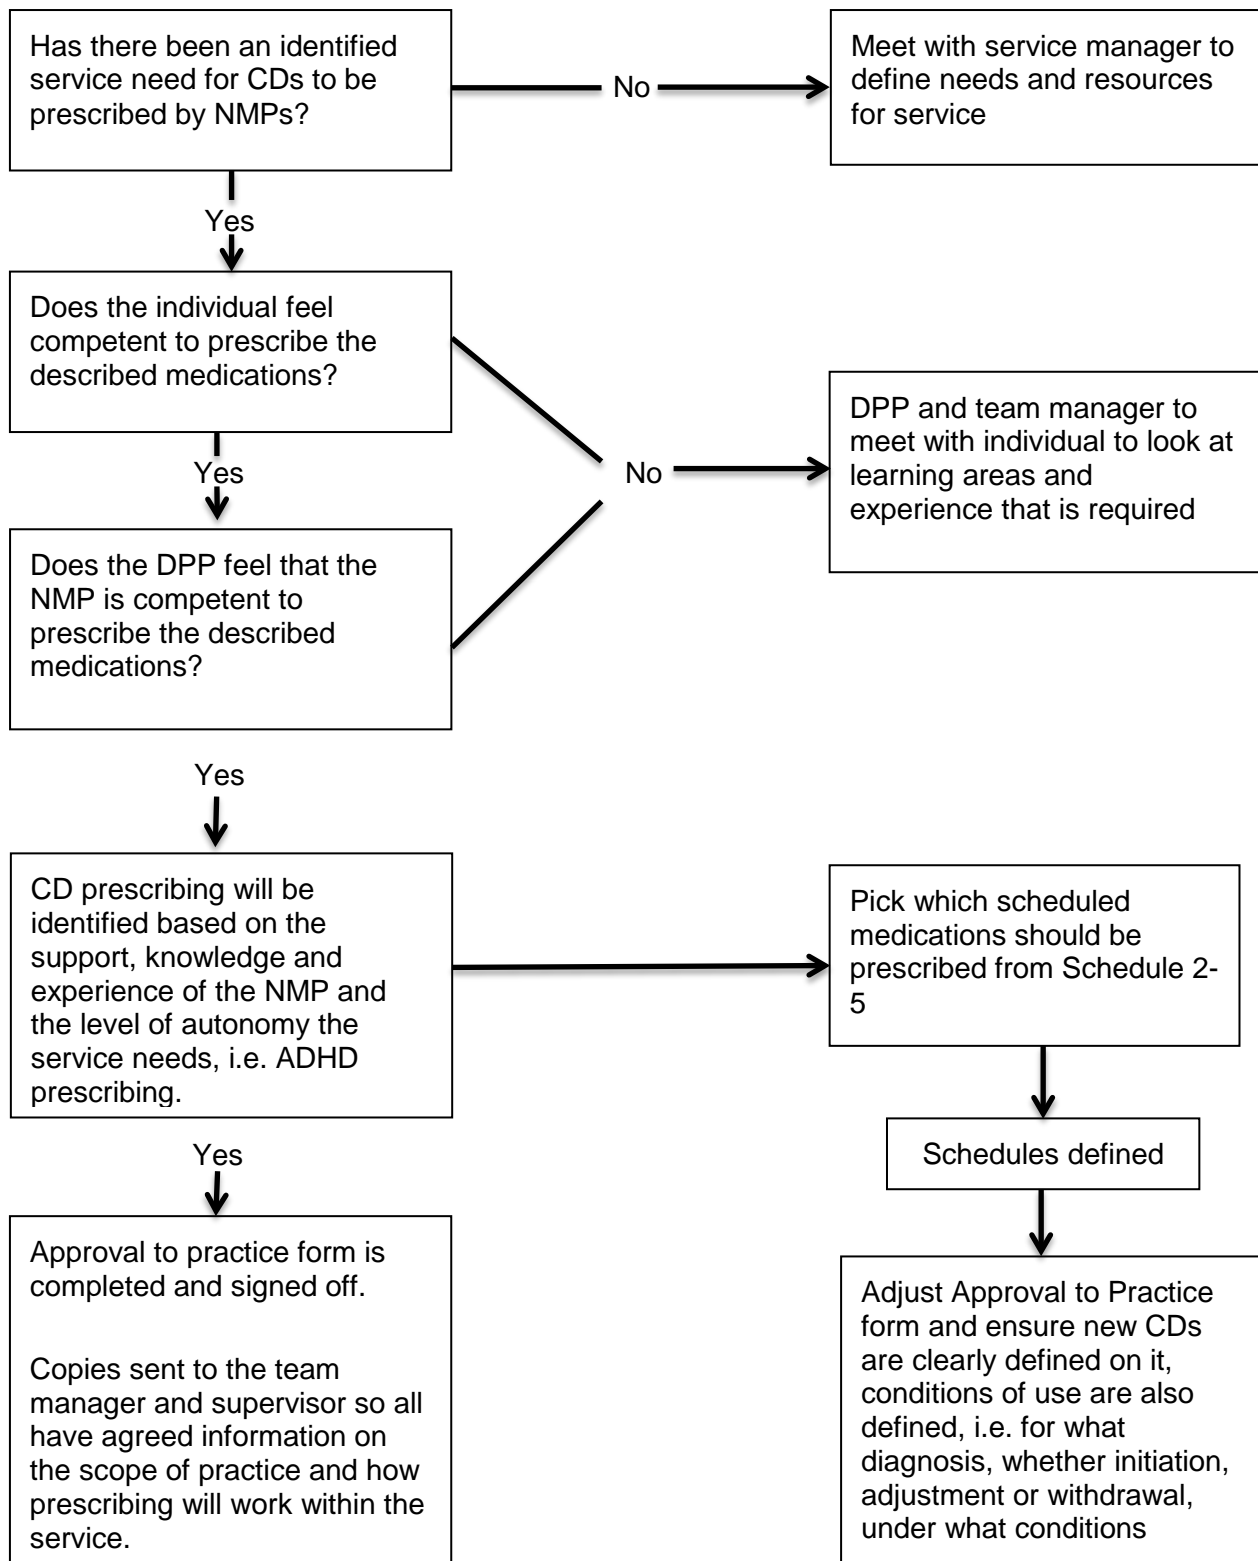 Has there been an identified
service need for CDs to be
prescribed by NMPs?
No
Meet with service manager to
define needs and resources
for service
Yes
Does the individual feel
competent to prescribe the
described medications?
Yes
No
DPP and team manager to
meet with individual to look at
learning areas and
experience that is required
Does the DPP feel that the
NMP is competent to
prescribe the described
medications?
Yes
CD prescribing will be
identified based on the
support, knowledge and
experience of the NMP and
the level of autonomy the
service needs, i.e. ADHD
prescribing.
Pick which scheduled
medications should be
prescribed from Schedule 2-
5
Schedules defined
Yes
Approval to practice form is
completed and signed off.
Copies sent to the team
manager and supervisor so all
have agreed information on
the scope of practice and how
prescribing will work within the
service.
Adjust Approval to Practice
form and ensure new CDs
are clearly defined on it,
conditions of use are also
defined, i.e. for what
diagnosis, whether initiation,
adjustment or withdrawal,
under what conditions